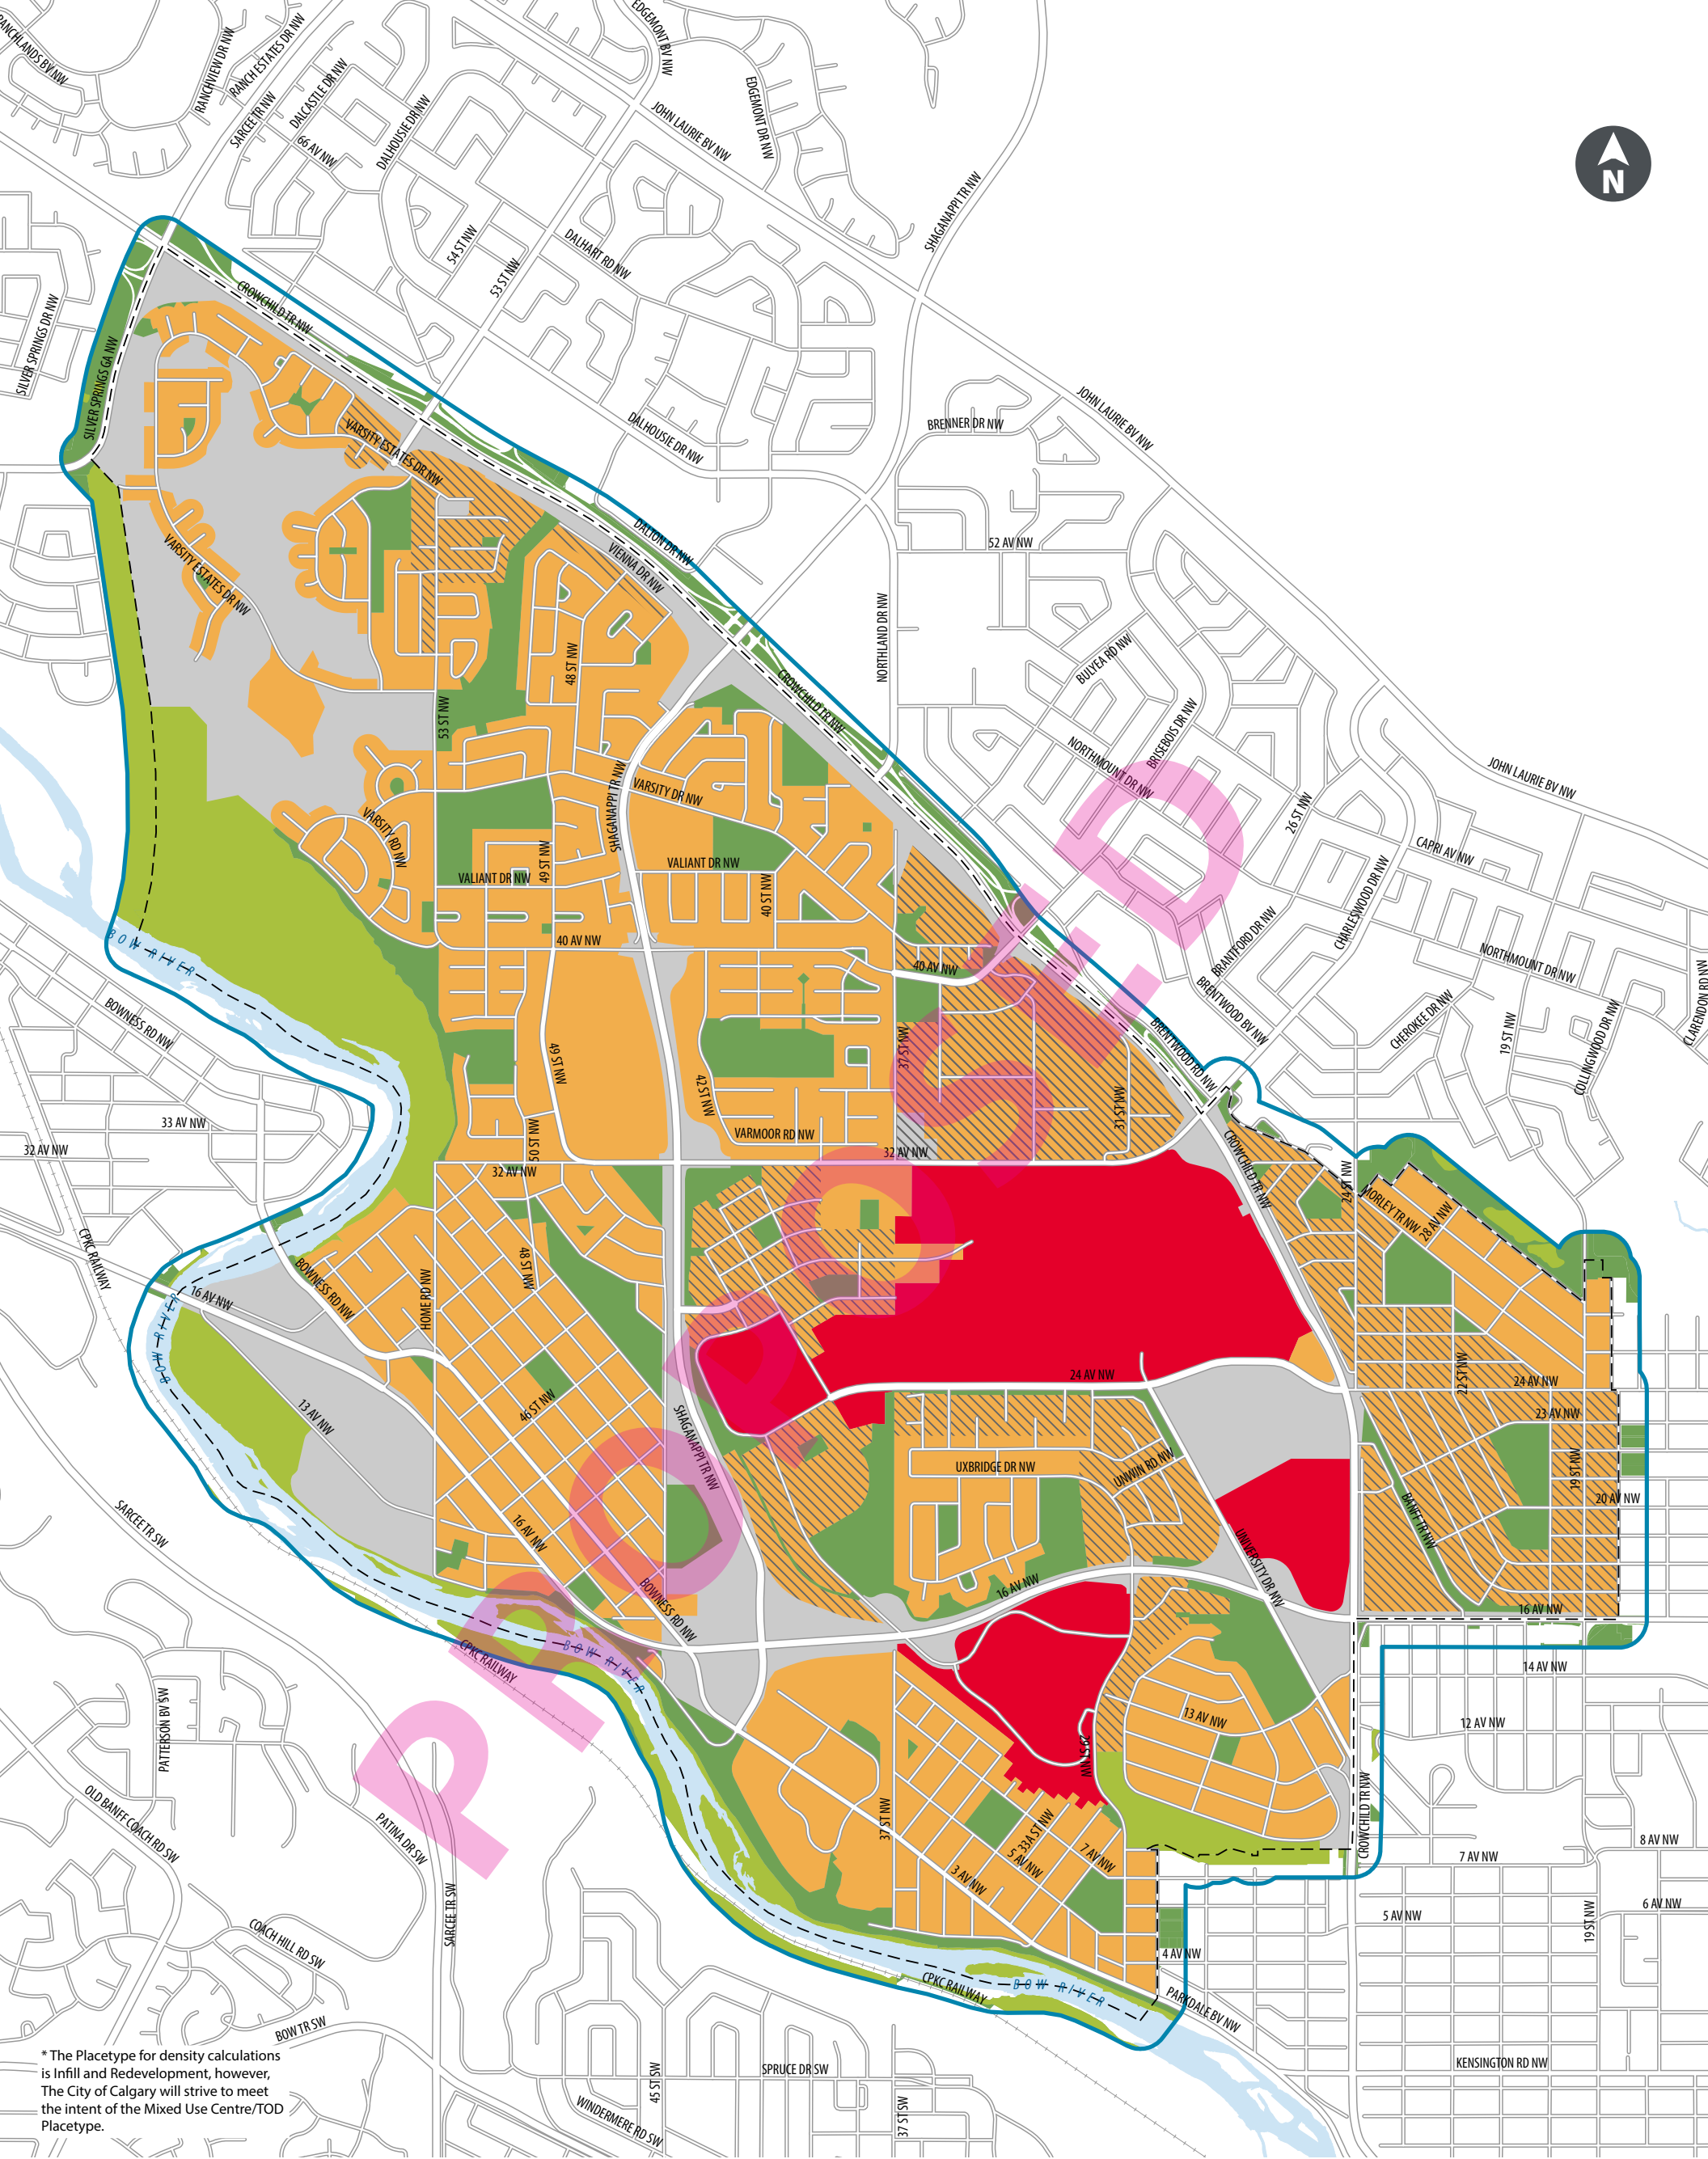 RANCHLANDS BV NW
RANCHVIEW DR NW
RANCH ESTATES DR NW
SARCEE TR NW
DALCASTLE DR NW
66 AV NW
DALHOUSIE DR NW
EDGEMONT BV NW
EDGEMONT DR NW
JOHN LAURIE BV NW
SHAGANAPPI TR NW
N
54 ST NW
53 ST NW
DALHART RD NW
SILVER SPRINGS DR NW
SILVER SPRINGS GA NW
CROWCHILD TR NW
VARSITY ESTATES DR NW
DALHOUSIE DR NW
BRENNER DR NW
JOHN LAURIE BV NW
52 AV NW
DALTON DR NW
VIENNA DR NW
VARSITY ESTATES DR NW
NORTHLAND DR NW
BULYEA RD NW
48 ST NW
53 ST NW
CROWCHILD TR NW
BRISEBOIS DR NW
NORTHMOUNT DR NW
JOHN LAURIE BV NW
26 ST NW
SHAGANAPPI TR NW
VARSITY DR NW
VARSITY RD NW
CAPRI AV NW
49 ST NW
VALIANT DR NW
VALIANT DR NW
40 ST NW
CHARLESWOOD DR NW
40 AV NW
40 AV NW
BRANTFORD DR NW
NORTHMOUNT DR NW
BRENTWOOD BV NW
CLARENDON RD NW
BOW RIVER
BOWNESS RD NW
CHEROKEE DR NW
19 ST NW
COLLINGWOOD DR NW
BRENTWOOD RD NW
37 ST NW
49 ST NW
42 ST NW
31 ST NW
33 AV NW
32 AV NW
50 ST NW
VARMOOR RD NW
32 AV NW
32 AV NW
CROWCHILD TR NW
24 ST NW
MORLEY TR NW
28 AV NW
1
CPKC RAILWAY
16 AV NW
BOWNESS RD NW
HOME RD NW
48 ST NW
BOW RIVER
24 AV NW
22 ST NW
24 AV NW
23 AV NW
13 AV NW
46 ST NW
SHAGANAPPI TR NW
UXBRIDGE DR NW
UNWIN RD NW
19 ST NW
20 AV NW
BANFF TR NW
SARCEE TR SW
16 AV NW
UNIVERSITY DR NW
BOWNESS RD NW
16 AV NW
16 AV NW
CPKC RAILWAY
BOW RIVER
14 AV NW
PATTERSON BV SW
13 AV NW
12 AV NW
29 ST NW
CROWCHILD TR NW
OLD BANFF COACH RD SW
PATINA DR SW
37 ST NW
33A ST NW
5 AV NW
7 AV NW
3 AV NW
8 AV NW
7 AV NW
6 AV NW
5 AV NW
19 ST NW
SARCEE TR SW
COACH HILL RD SW
4 AV NW
CPKC RAILWAY
BOW RIVER
PARKDALE BV NW
BOW TR SW
KENSINGTON RD NW
45 ST SW
SPRUCE DR SW
WINDERMERE RD SW
37 ST SW
* The Placetype for density calculations
is Infill and Redevelopment, however,
The City of Calgary will strive to meet
the intent of the Mixed Use Centre/TOD
Placetype.
PROPOSED